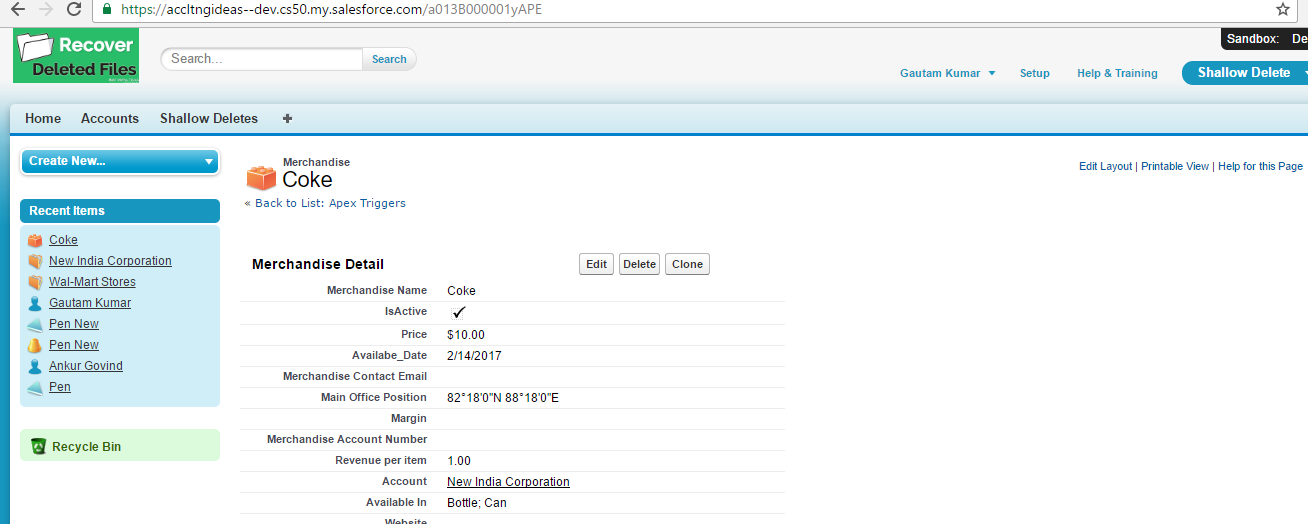 https://accltngideas--dev.cs50.my.salesforce.com/a013B000001yAPE
Recover
Deleted Files
Search...
Search
Sandbox: De
Gautam Kumar
Setup
Help & Training
Shallow Delete
Home
Accounts
Shallow Deletes
+
Create New...
Recent Items
Coke
New India Corporation
Wal-Mart Stores
Gautam Kumar
Pen New
Pen New
Ankur Govind
Pen
Recycle Bin
Merchandise
Coke
« Back to List: Apex Triggers
Edit Layout | Printable View | Help for this Page
Merchandise Detail
Edit
Delete
Clone
Merchandise Name Coke
IsActive
Price $10.00
Availabe_Date 2/14/2017
Merchandise Contact Email
Main Office Position 82°18'0"N 88°18'0"E
Margin
Merchandise Account Number
Revenue per item 1.00
Account New India Corporation
Available In Bottle; Can
Website